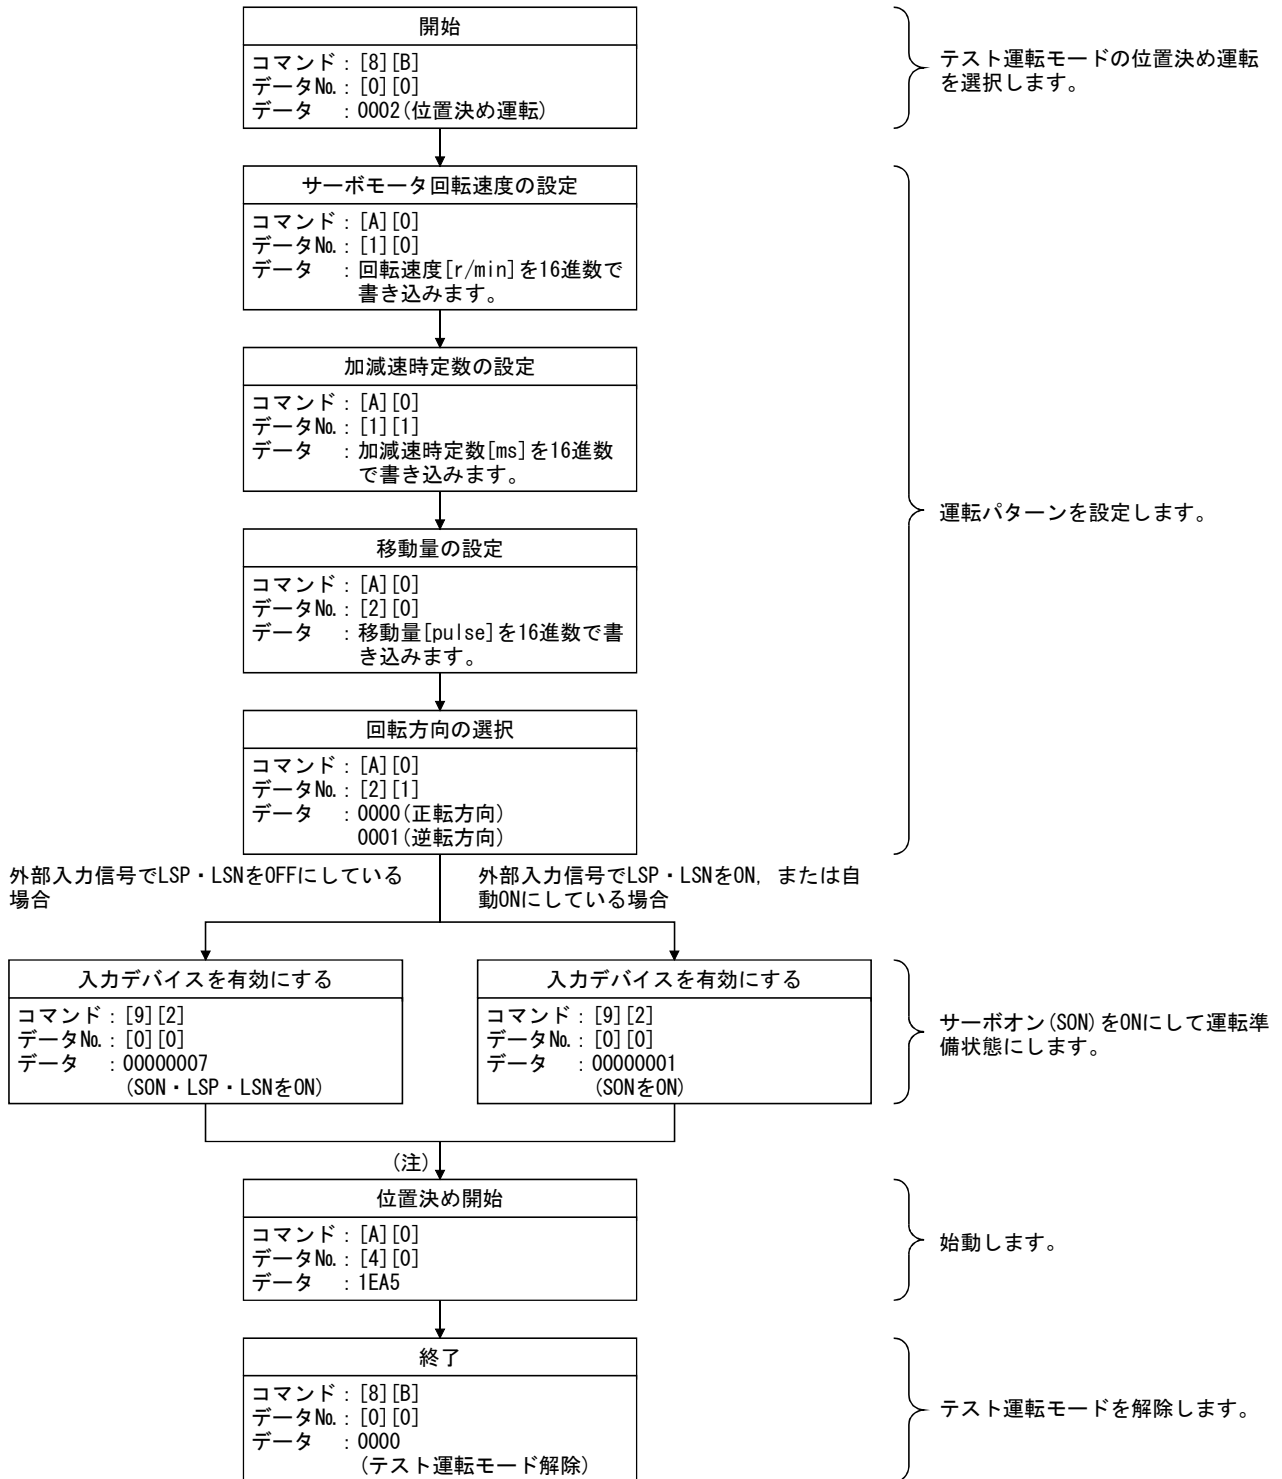 開始
コマンド：[8][B]
データNo.：[0][0]
データ　：0002(位置決め運転)
テスト運転モードの位置決め運転
を選択します。
サーボモータ回転速度の設定
コマンド：[A][0]
データNo.：[1][0]
データ　：回転速度[r/min]を16進数で
書き込みます。
加減速時定数の設定
コマンド：[A][0]
データNo.：[1][1]
データ　：加減速時定数[ms]を16進数
で書き込みます。
移動量の設定
コマンド：[A][0]
データNo.：[2][0]
データ　：移動量[pulse]を16進数で書
き込みます。
回転方向の選択
コマンド：[A][0]
データNo.：[2][1]
データ　：0000(正転方向)
0001(逆転方向)
運転パターンを設定します。
外部入力信号でLSP・LSNをOFFにしている
場合
外部入力信号でLSP・LSNをON，または自
動ONにしている場合
入力デバイスを有効にする
コマンド：[9][2]
データNo.：[0][0]
データ　：00000007
(SON・LSP・LSNをON)
入力デバイスを有効にする
コマンド：[9][2]
データNo.：[0][0]
データ　：00000001
(SONをON)
サーボオン(SON)をONにして運転準
備状態にします。
(注)
位置決め開始
コマンド：[A][0]
データNo.：[4][0]
データ　：1EA5
始動します。
終了
コマンド：[8][B]
データNo.：[0][0]
データ　：0000
(テスト運転モード解除)
テスト運転モードを解除します。